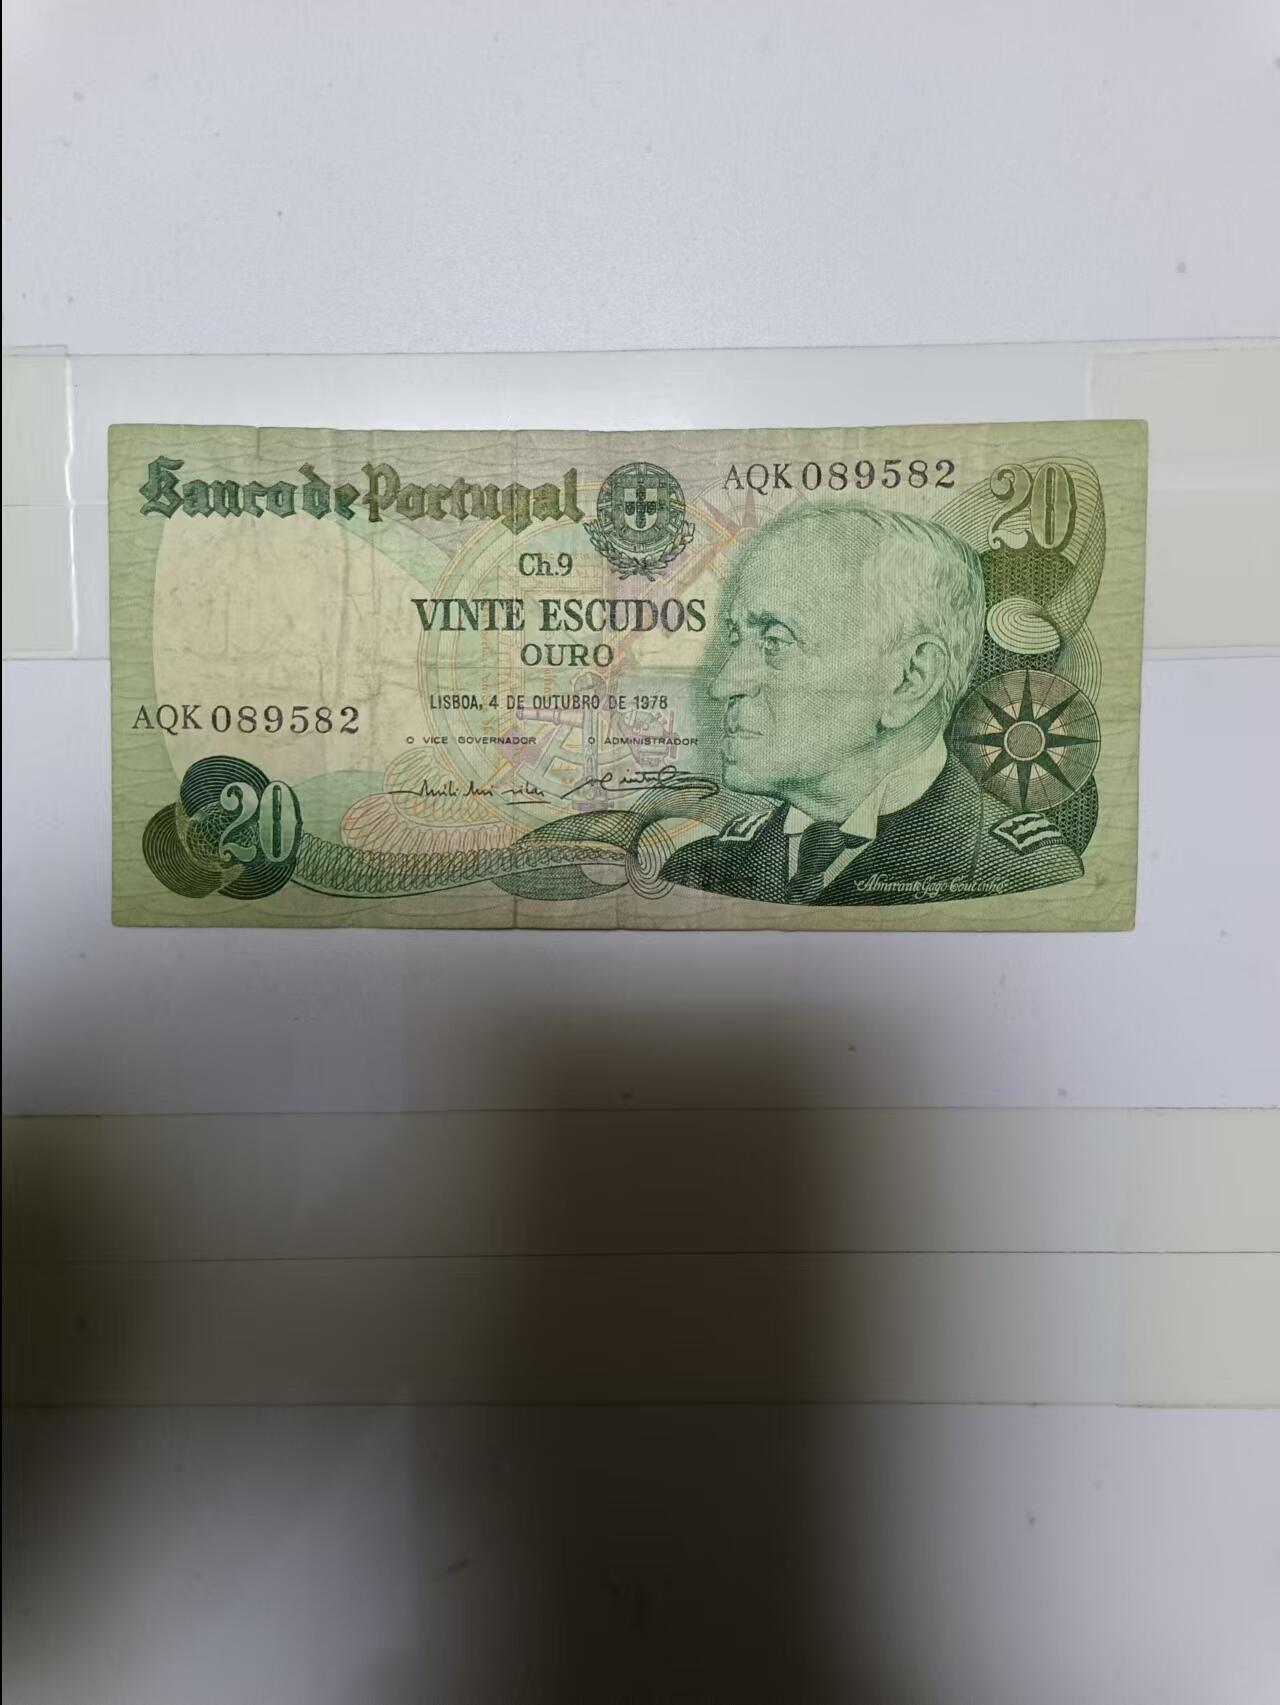 Banco de Portugal
AQK 089582
20
Ch.9
VINTE ESCUDOS
OURO
LISBOA, 4 DE OUTUBRO DE 1978
AQK 089582
O VICE GOVERNADOR
O ADMINISTRADOR
20
Almirante Gago Coutinho